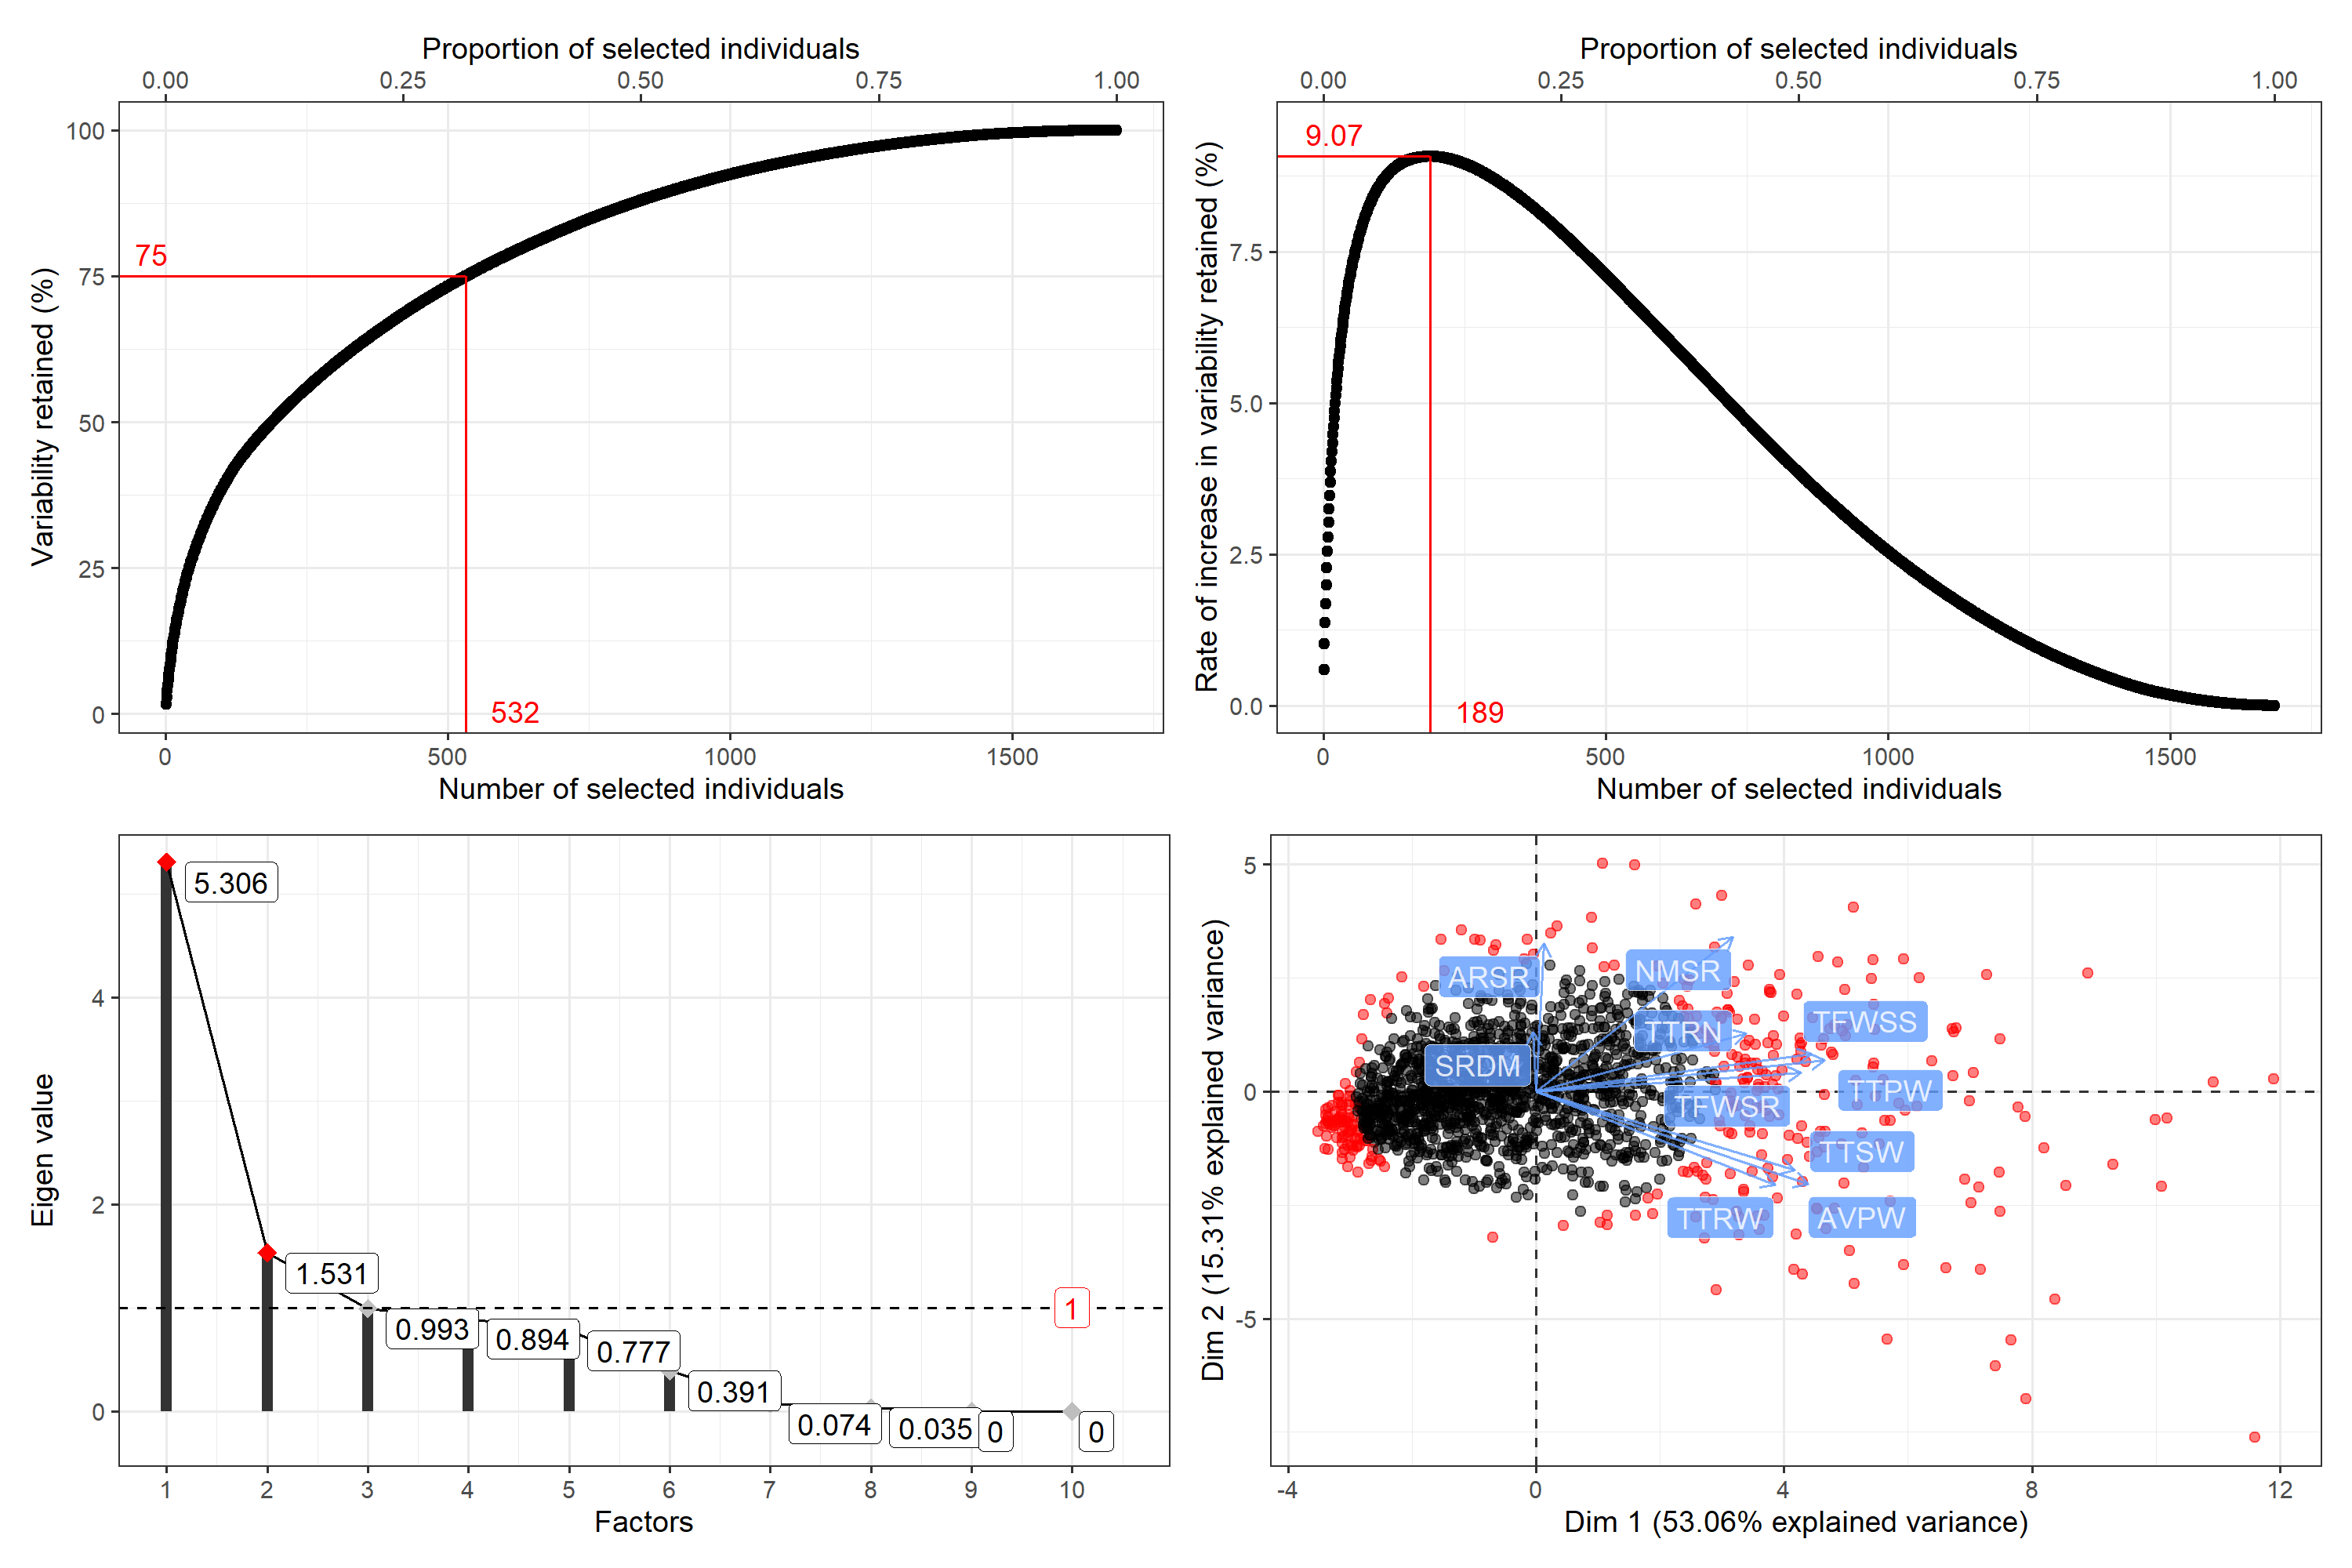 Proportion of selected individuals
0.00 0.25 0.50 0.75 1.00
100
75
50
25
0
75
532
Variability retained (%)
0 500 1000 1500
Number of selected individuals
Proportion of selected individuals
0.00 0.25 0.50 0.75 1.00
9.07
7.5
5.0
2.5
0.0
189
Rate of increase in variability retained (%)
0 500 1000 1500
Number of selected individuals
Eigen value
4
2
0
5.306
1.531
0.993
0.894
0.777
0.391
0.074
0.035
0
0
1
1 2 3 4 5 6 7 8 9 10
Factors
Dim 2 (15.31% explained variance)
5
0
-5
ARSR
NMSR
TTRN
TFWSS
SRDM
TTPW
TFWSR
TTSW
TTRW
AVPW
-4 0 4 8 12
Dim 1 (53.06% explained variance)